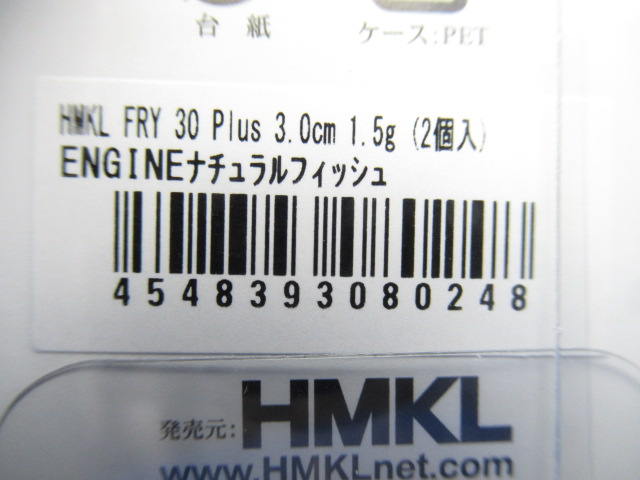 台紙
ケース:PET
HMKL FRY 30 Plus 3.0cm 1.5g (2個入)
ENGINEナチュラルフィッシュ
4548393080248
発売元:HMKL
www.HMKLnet.com